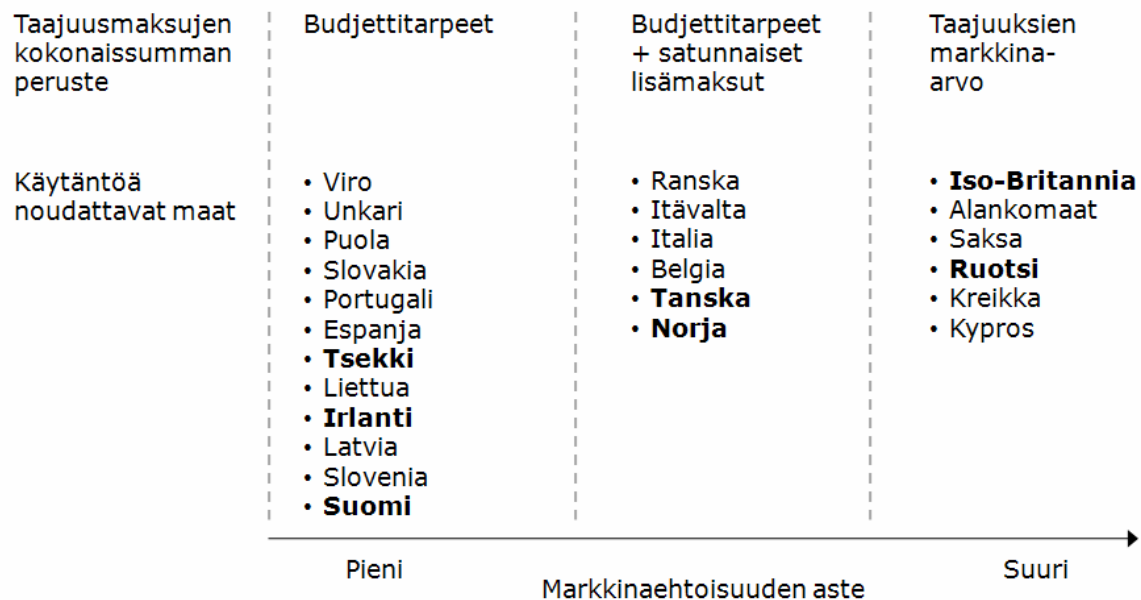 Taajuusmaksujen
kokonaissumman
peruste
Budjettitarpeet
Budjettitarpeet
+ satunnaiset
lisämaksut
Taajuuksien
markkina-
arvo
Käytäntöä
noudattavat maat
• Viro
• Unkari
• Puola
• Slovakia
• Portugali
• Espanja
• Tsekki
• Liettua
• Irlanti
• Latvia
• Slovenia
• Suomi
• Ranska
• Itävalta
• Italia
• Belgia
• Tanska
• Norja
• Iso-Britannia
• Alankomaat
• Saksa
• Ruotsi
• Kreikka
• Kypros
Pieni
Suuri
Markkinaehtoisuuden aste